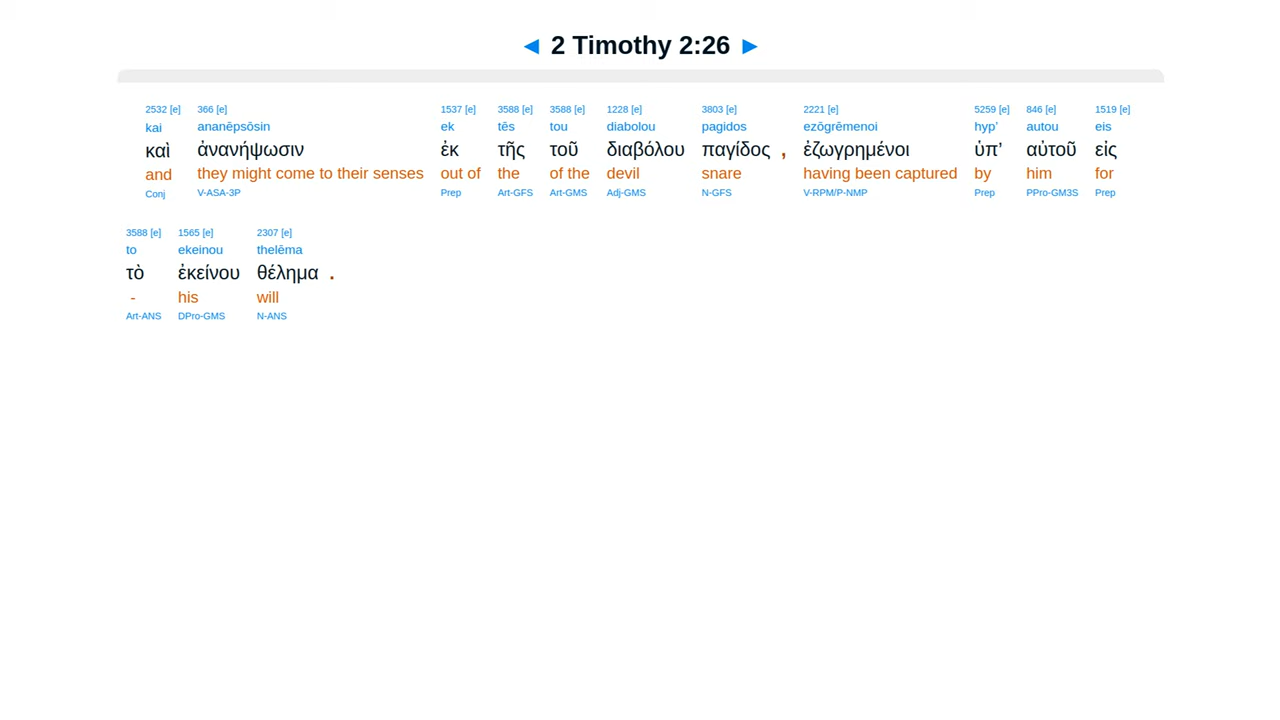 ◄ 2 Timothy 2:26 ►
2532 [e] 366 [e] 1537 [e] 3588 [e] 3588 [e] 1228 [e] 3803 [e] 2221 [e] 5259 [e] 846 [e] 1519 [e]
kai ananēpsōsin ek tēs tou diabolou pagidos ezōgrēmenoi hyp’ autou eis
καὶ ἀνανήψωσιν ἐκ τῆς τοῦ διαβόλου παγίδος , ἐζωγρημένοι ὑπ’ αὐτοῦ εἰς
and they might come to their senses out of the of the devil snare having been captured by him for
Conj V-ASA-3P Prep Art-GFS Art-GMS Adj-GMS N-GFS V-RPM/P-NMP Prep PPro-GM3S Prep
3588 [e] 1565 [e] 2307 [e]
to ekeinou thelēma
τὸ ἐκείνου θέλημα .
- his will
Art-ANS DPro-GMS N-ANS